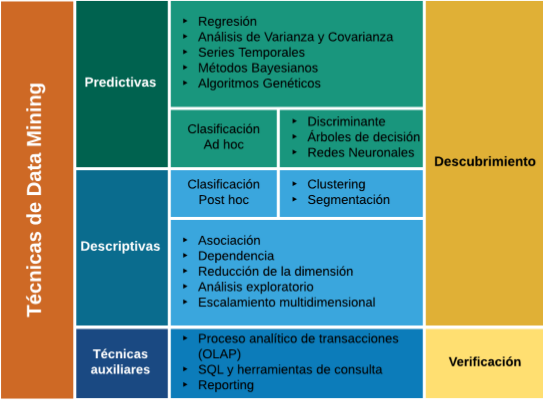 Técnicas de Data Mining
Predictivas
‣ Regresión
‣ Análisis de Varianza y Covarianza
‣ Series Temporales
‣ Métodos Bayesianos
‣ Algoritmos Genéticos
Clasificación
Ad hoc
‣ Discriminante
‣ Árboles de decisión
‣ Redes Neuronales
Descubrimiento
Descriptivas
Clasificación
Post hoc
‣ Clustering
‣ Segmentación
‣ Asociación
‣ Dependencia
‣ Reducción de la dimensión
‣ Análisis exploratorio
‣ Escalamiento multidimensional
Técnicas
auxiliares
‣ Proceso analítico de transacciones
(OLAP)
‣ SQL y herramientas de consulta
‣ Reporting
Verificación